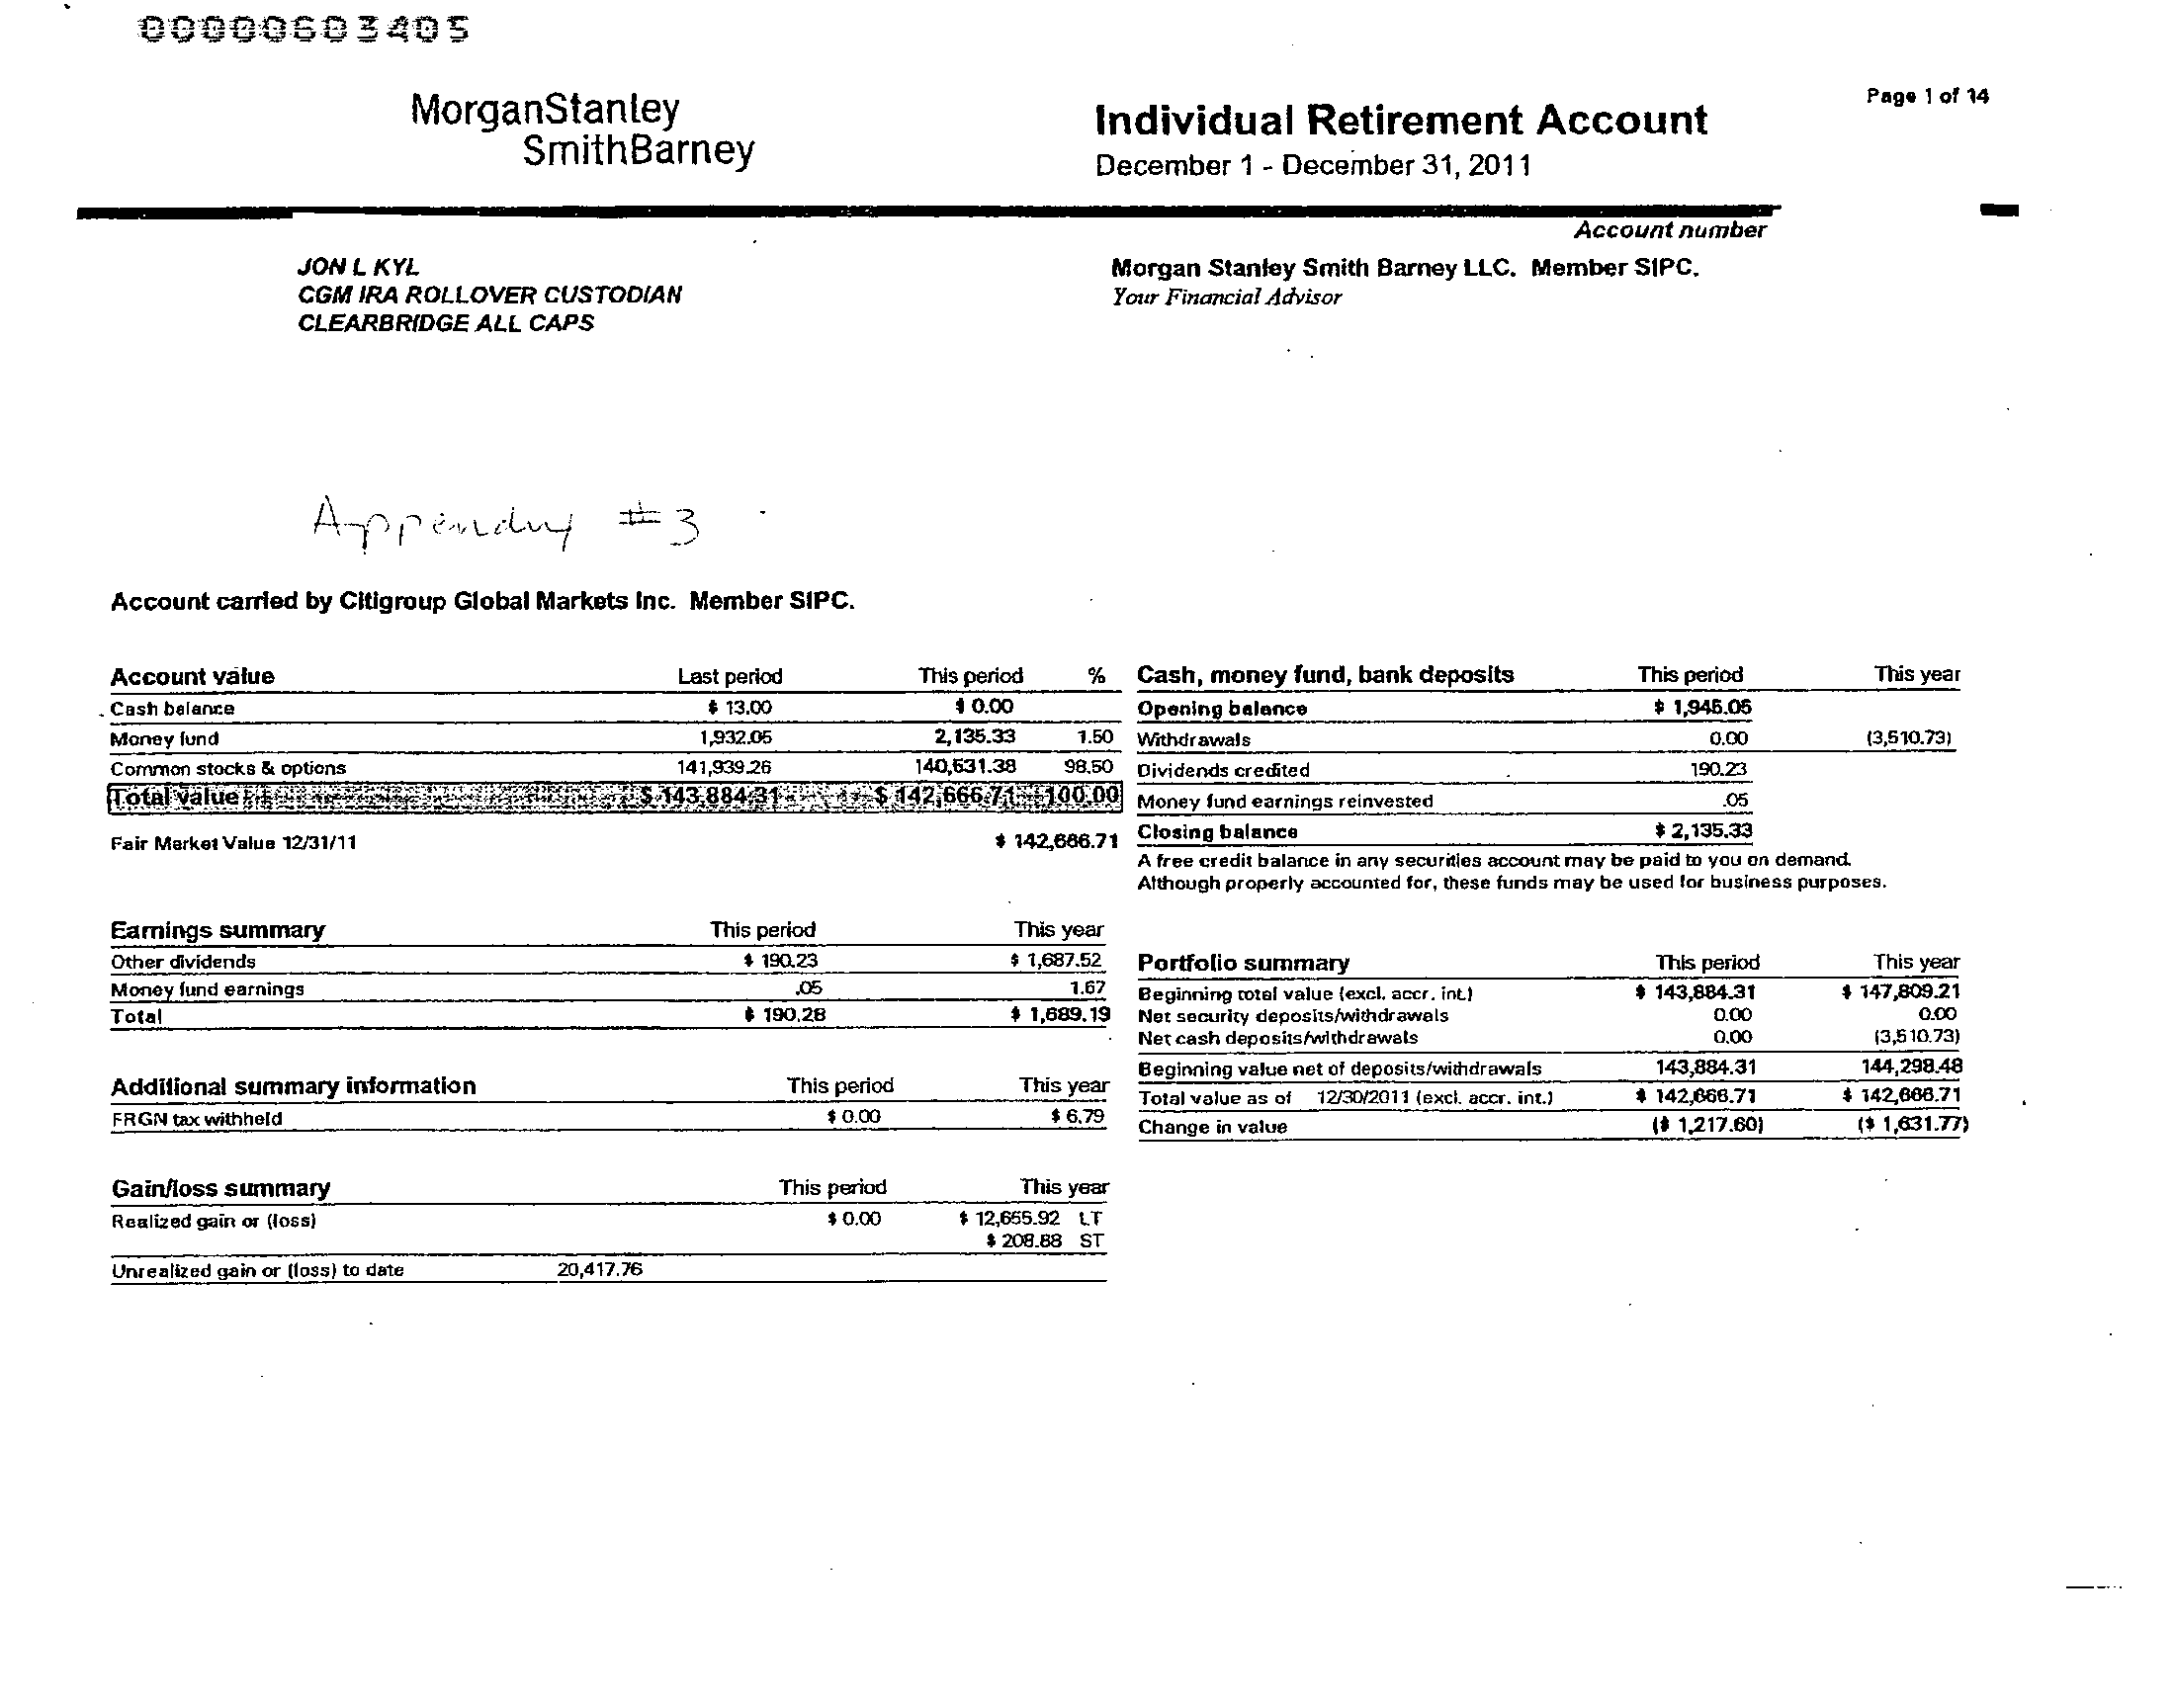 00000603405
MorganStanley
SmithBarney
Individual Retirement Account
December 1 - December 31, 2011
Page 1 of 14
Account number
JON L KYL
CGM IRA ROLLOVER CUSTODIAN
CLEARBRIDGE ALL CAPS
Morgan Stanley Smith Barney LLC. Member SIPC.
Your Financial Advisor
Appendix #3
Account carried by Citigroup Global Markets Inc. Member SIPC.
Account value Last period This period %
Cash balance $ 13.00 $ 0.00
Money fund 1,932.05 2,135.33 1.50
Common stocks & options 141,939.26 140,531.38 98.50
Total value $ 143,884.31 $ 142,666.71 100.00
Fair Market Value 12/31/11 $ 142,666.71
Cash, money fund, bank deposits This period This year
Opening balance $ 1,945.05
Withdrawals 0.00 (3,510.73)
Dividends credited 190.23
Money fund earnings reinvested .05
Closing balance $ 2,135.33
A free credit balance in any securities account may be paid to you on demand.
Although properly accounted for, these funds may be used for business purposes.
Earnings summary This period This year
Other dividends $ 190.23 $ 1,687.52
Money fund earnings .05 1.67
Total $ 190.28 $ 1,689.19
Additional summary information This period This year
FRGN tax withheld $ 0.00 $ 6.79
Gain/loss summary This period This year
Realized gain or (loss) $ 0.00 $ 12,655.92 LT
$ 208.88 ST
Unrealized gain or (loss) to date 20,417.76
Portfolio summary This period This year
Beginning total value (excl. accr. int.) $ 143,884.31 $ 147,809.21
Net security deposits/withdrawals 0.00 0.00
Net cash deposits/withdrawals 0.00 (3,510.73)
Beginning value net of deposits/withdrawals 143,884.31 144,298.48
Total value as of 12/30/2011 (excl. accr. int.) $ 142,666.71 $ 142,666.71
Change in value ($ 1,217.60) ($ 1,631.77)